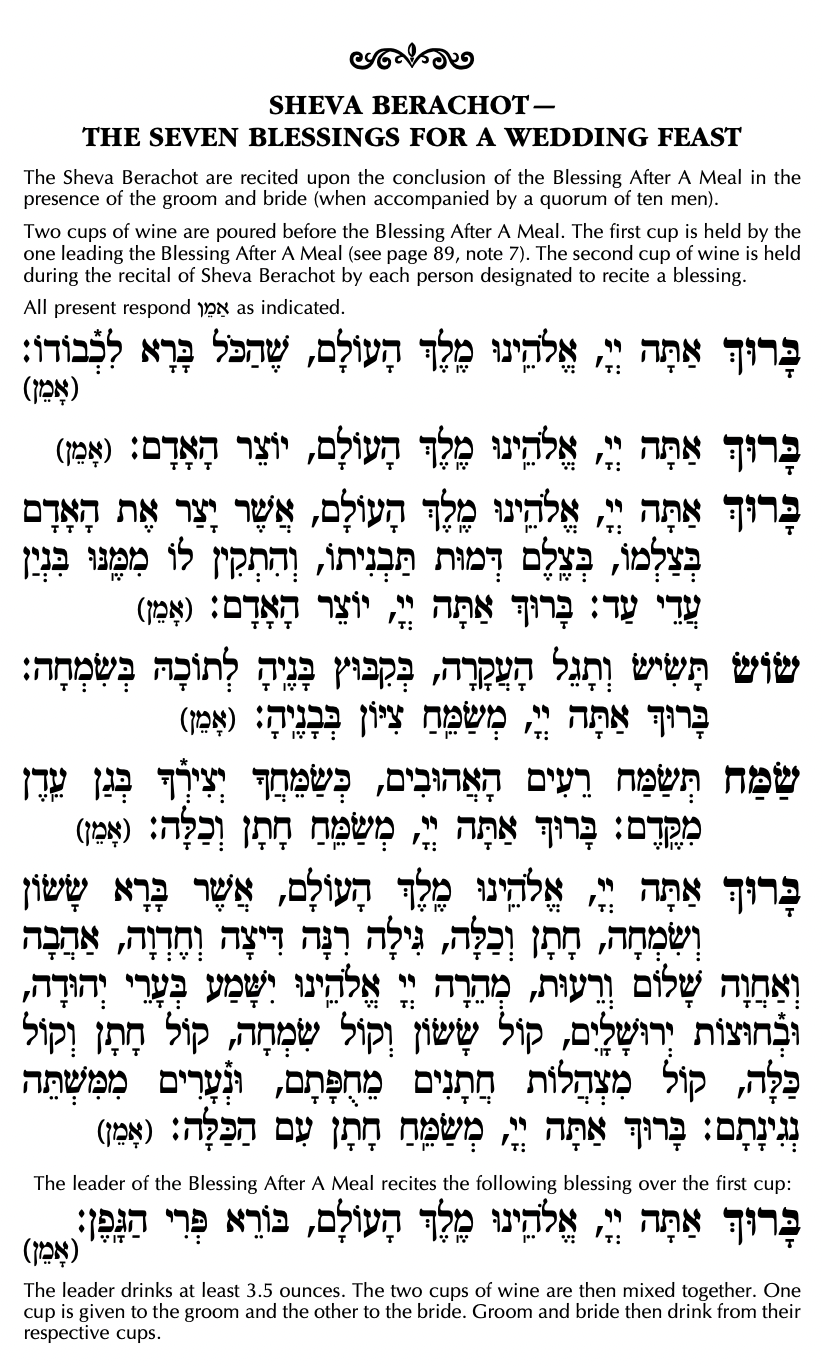 SHEVA BERACHOT—
THE SEVEN BLESSINGS FOR A WEDDING FEAST
The Sheva Berachot are recited upon the conclusion of the Blessing After A Meal in the
presence of the groom and bride (when accompanied by a quorum of ten men).
Two cups of wine are poured before the Blessing After A Meal. The first cup is held by the
one leading the Blessing After A Meal (see page 89, note 7). The second cup of wine is held
during the recital of Sheva Berachot by each person designated to recite a blessing.
All present respond אָמֵן as indicated.
בָּרוּךְ אַתָּה יְיָ, אֱלֹהֵינוּ מֶלֶךְ הָעוֹלָם, שֶׁהַכֹּל בָּרָא לִכְ*בוֹדוֹ:
(אָמֵן)
בָּרוּךְ אַתָּה יְיָ, אֱלֹהֵינוּ מֶלֶךְ הָעוֹלָם, יוֹצֵר הָאָדָם: (אָמֵן)
בָּרוּךְ אַתָּה יְיָ, אֱלֹהֵינוּ מֶלֶךְ הָעוֹלָם, אֲשֶׁר יָצַר אֶת הָאָדָם
בְּצַלְמוֹ, בְּצֶלֶם דְּמוּת תַּבְנִיתוֹ, וְהִתְקִין לוֹ מִמֶּנּוּ בִּנְיַן
עֲדֵי עַד: בָּרוּךְ אַתָּה יְיָ, יוֹצֵר הָאָדָם: (אָמֵן)
שׂוֹשׂ תָּשִׂישׂ וְתָגֵל הָעֲקָרָה, בְּקִבּוּץ בָּנֶיהָ לְתוֹכָהּ בְּשִׂמְחָה:
בָּרוּךְ אַתָּה יְיָ, מְשַׂמֵּחַ צִיּוֹן בְּבָנֶיהָ: (אָמֵן)
שַׂמַּח תְּשַׂמַּח רֵעִים הָאֲהוּבִים, כְּשַׂמֵּחֲךָ יְצִירְ*ךָ בְּגַן עֵדֶן
מִקֶּדֶם: בָּרוּךְ אַתָּה יְיָ, מְשַׂמֵּחַ חָתָן וְכַלָּה: (אָמֵן)
בָּרוּךְ אַתָּה יְיָ, אֱלֹהֵינוּ מֶלֶךְ הָעוֹלָם, אֲשֶׁר בָּרָא שָׂשׂוֹן
וְשִׂמְחָה, חָתָן וְכַלָּה, גִּילָה רִנָּה דִּיצָה וְחֶדְוָה, אַהֲבָה
וְאַחֲוָה שָׁלוֹם וְרֵעוּת, מְהֵרָה יְיָ אֱלֹהֵינוּ יִשָּׁמַע בְּעָרֵי יְהוּדָה,
וּבְ*חוּצוֹת יְרוּשָׁלָיִם, קוֹל שָׂשׂוֹן וְקוֹל שִׂמְחָה, קוֹל חָתָן וְקוֹל
כַּלָּה, קוֹל מִצְהֲלוֹת חֲתָנִים מֵחֻפָּתָם, וּנְ*עָרִים מִמִּשְׁתֵּה
נְגִינָתָם: בָּרוּךְ אַתָּה יְיָ, מְשַׂמֵּחַ חָתָן עִם הַכַּלָּה: (אָמֵן)
The leader of the Blessing After A Meal recites the following blessing over the first cup:
בָּרוּךְ אַתָּה יְיָ, אֱלֹהֵינוּ מֶלֶךְ הָעוֹלָם, בּוֹרֵא פְּרִי הַגָּפֶן:
(אָמֵן)
The leader drinks at least 3.5 ounces. The two cups of wine are then mixed together. One
cup is given to the groom and the other to the bride. Groom and bride then drink from their
respective cups.